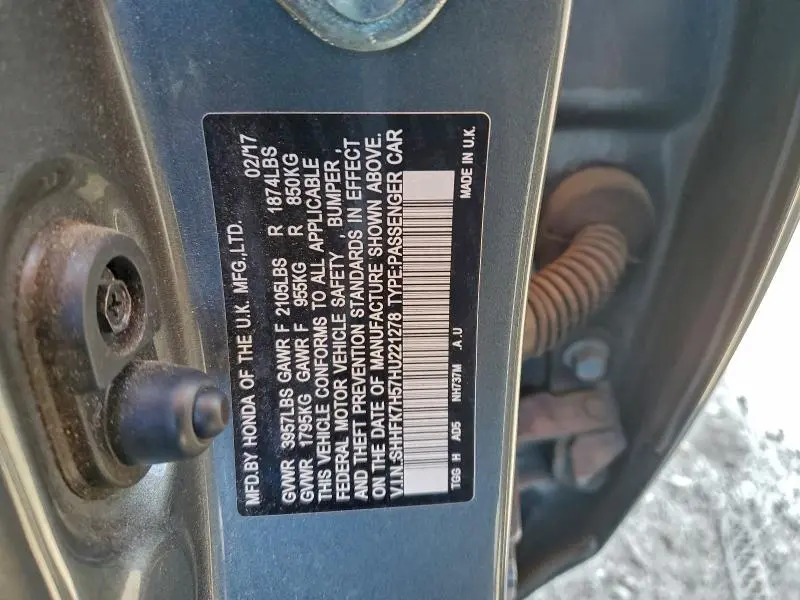 MFD.BY HONDA OF THE U.K. MFG.,LTD. 02/17
GVWR 3957LBS GAWR F 2105LBS R 1874LBS
GVWR 1795KG GAWR F 955KG R 850KG
THIS VEHICLE CONFORMS TO ALL APPLICABLE
FEDERAL MOTOR VEHICLE SAFETY , BUMPER ,
AND THEFT PREVENTION STANDARDS IN EFFECT
ON THE DATE OF MANUFACTURE SHOWN ABOVE.
V.I.N.:SHHFK7H57HU221278 TYPE:PASSENGER CAR
TGG H AD5 NH737M .A.U MADE IN U.K.